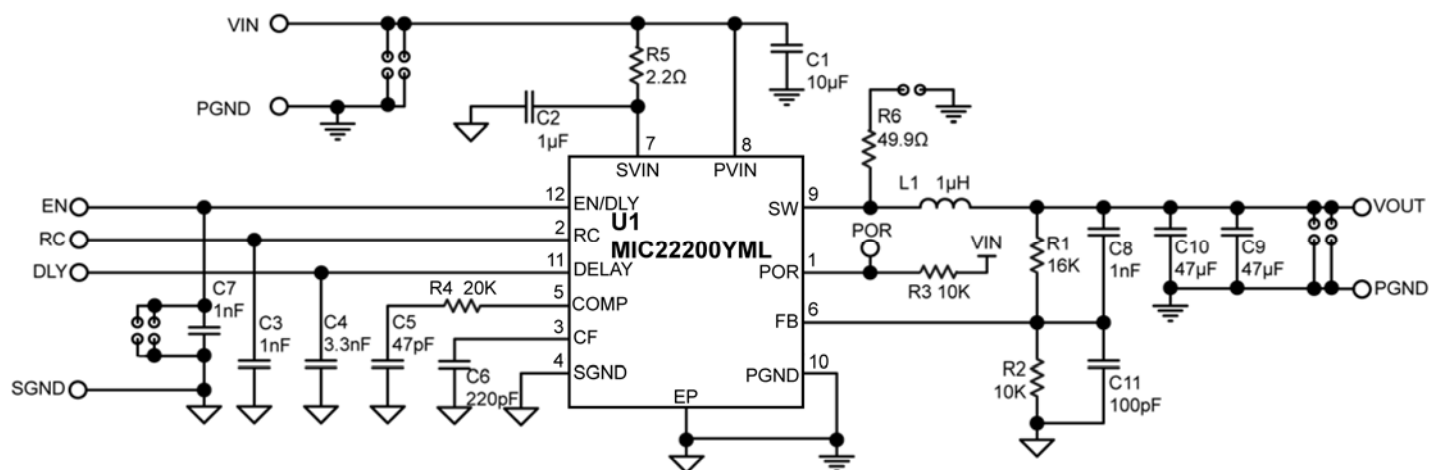 VIN
PGND
R5
2.2Ω
C1
10µF
C2
1µF
7
8
SVIN
PVIN
R6
49.9Ω
EN
12
EN/DLY
RC
2
RC
DLY
11
DELAY
U1
MIC22200YML
SW
9
L1 1µH
VOUT
POR
POR
1
VIN
R3 10K
R1
16K
C8
1nF
C10
47µF
C9
47µF
PGND
C7
1nF
R4 20K
5
COMP
C3
1nF
C4
3.3nF
C5
47pF
3
CF
FB
6
C6
220pF
4
SGND
PGND
10
R2
10K
C11
100pF
SGND
EP